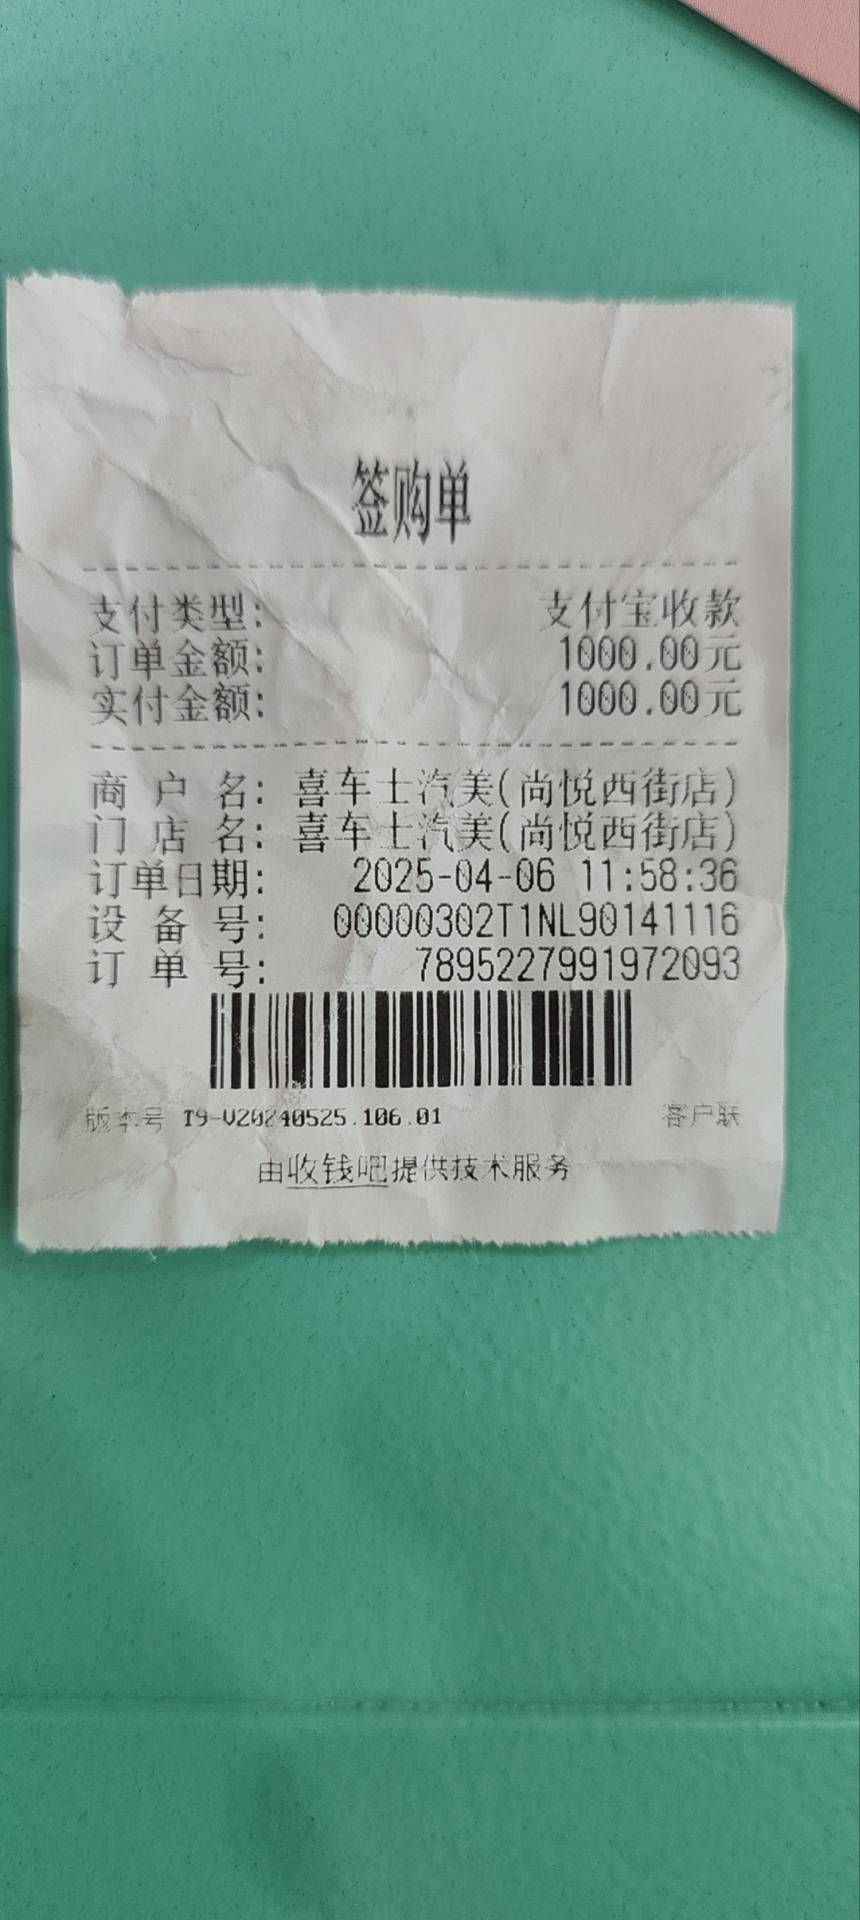 签购单
支付类型: 支付宝收款
订单金额: 1000.00元
实付金额: 1000.00元
商户名: 喜车士汽美(尚悦西街店)
门店名: 喜车士汽美(尚悦西街店)
订单日期: 2025-04-06 11:58:36
设备号: 00000302T1NL90141116
订单号: 7895227991972093
版本号 T9-V20240525.106.01 客户联
由收钱吧提供技术服务